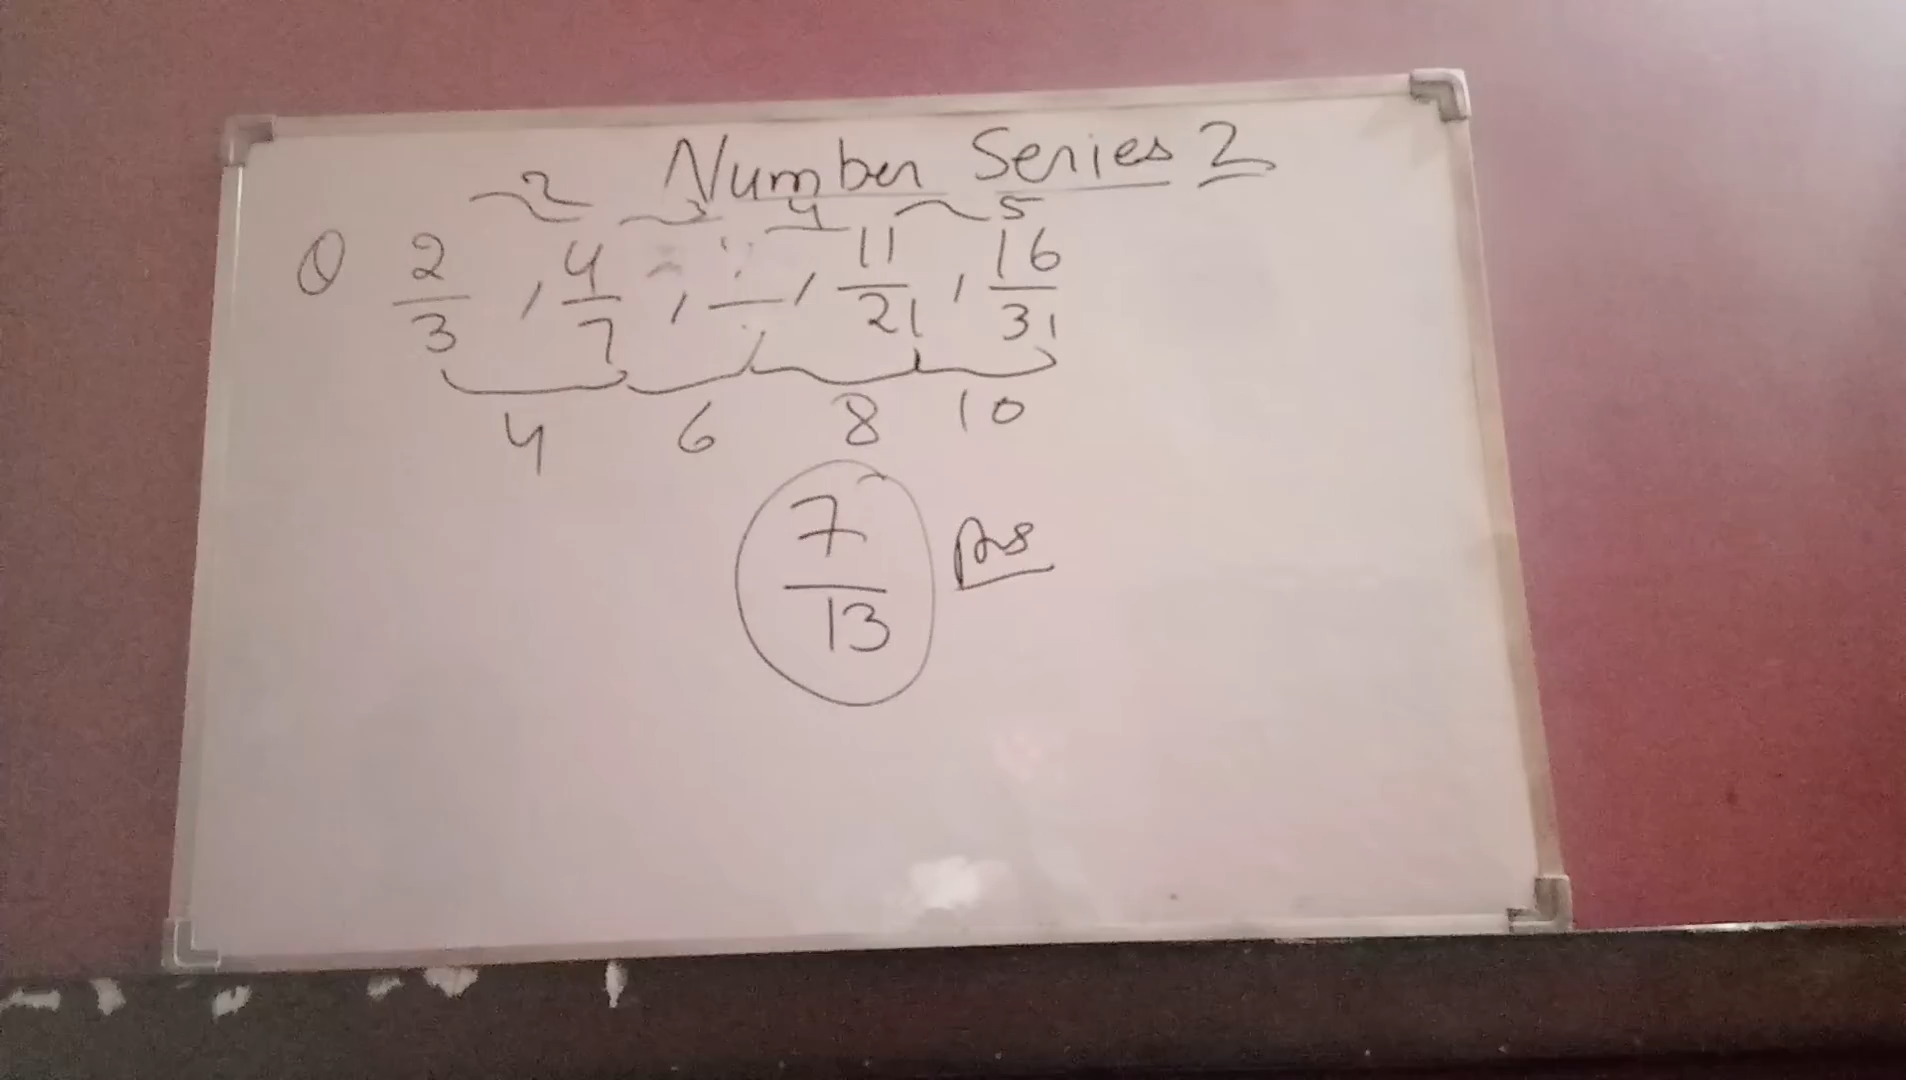 Number Series 2
2 3 4 5
Q 2/3 , 4/7 , — , 11/21 , 16/31
4 6 8 10
7/13 Ans